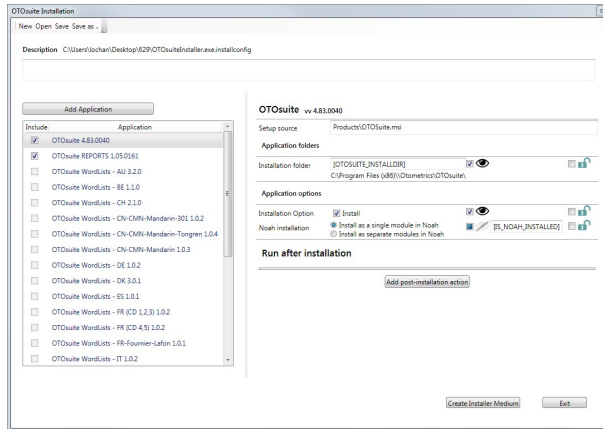 OTOsuite Installation
New Open Save Save as ..
Description C:\Users\lochan\Desktop\629\OTOsuiteInstaller.exe.installconfig
Add Application
Include Application
OTOsuite 4.83.0040
OTOsuite REPORTS 1.05.0161
OTOsuite WordLists - AU 3.2.0
OTOsuite WordLists - BE 1.1.0
OTOsuite WordLists - CH 2.1.0
OTOsuite WordLists - CN-CMN-Mandarin-301 1.0.2
OTOsuite WordLists - CN-CMN-Mandarin-Tongren 1.0.4
OTOsuite WordLists - CN-CMN-Mandarin 1.0.3
OTOsuite WordLists - DE 1.0.2
OTOsuite WordLists - DK 3.0.1
OTOsuite WordLists - ES 1.0.1
OTOsuite WordLists - FR (CD 1,2,3) 1.0.2
OTOsuite WordLists - FR (CD 4,5) 1.0.2
OTOsuite WordLists - FR-Fournier-Lafon 1.0.1
OTOsuite WordLists - IT 1.0.2
OTOsuite vv 4.83.0040
Setup source Products\OTOSuite.msi
Application folders
Installation folder [OTOSUITE_INSTALLDIR]
C:\Program Files (x86)\\Otometrics\OTOsuite\
Application options
Installation Option Install
Noah installation Install as a single module in Noah [IS_NOAH_INSTALLED]
Install as separate modules in Noah
Run after installation
Add post-installation action
Create Installer Medium Exit